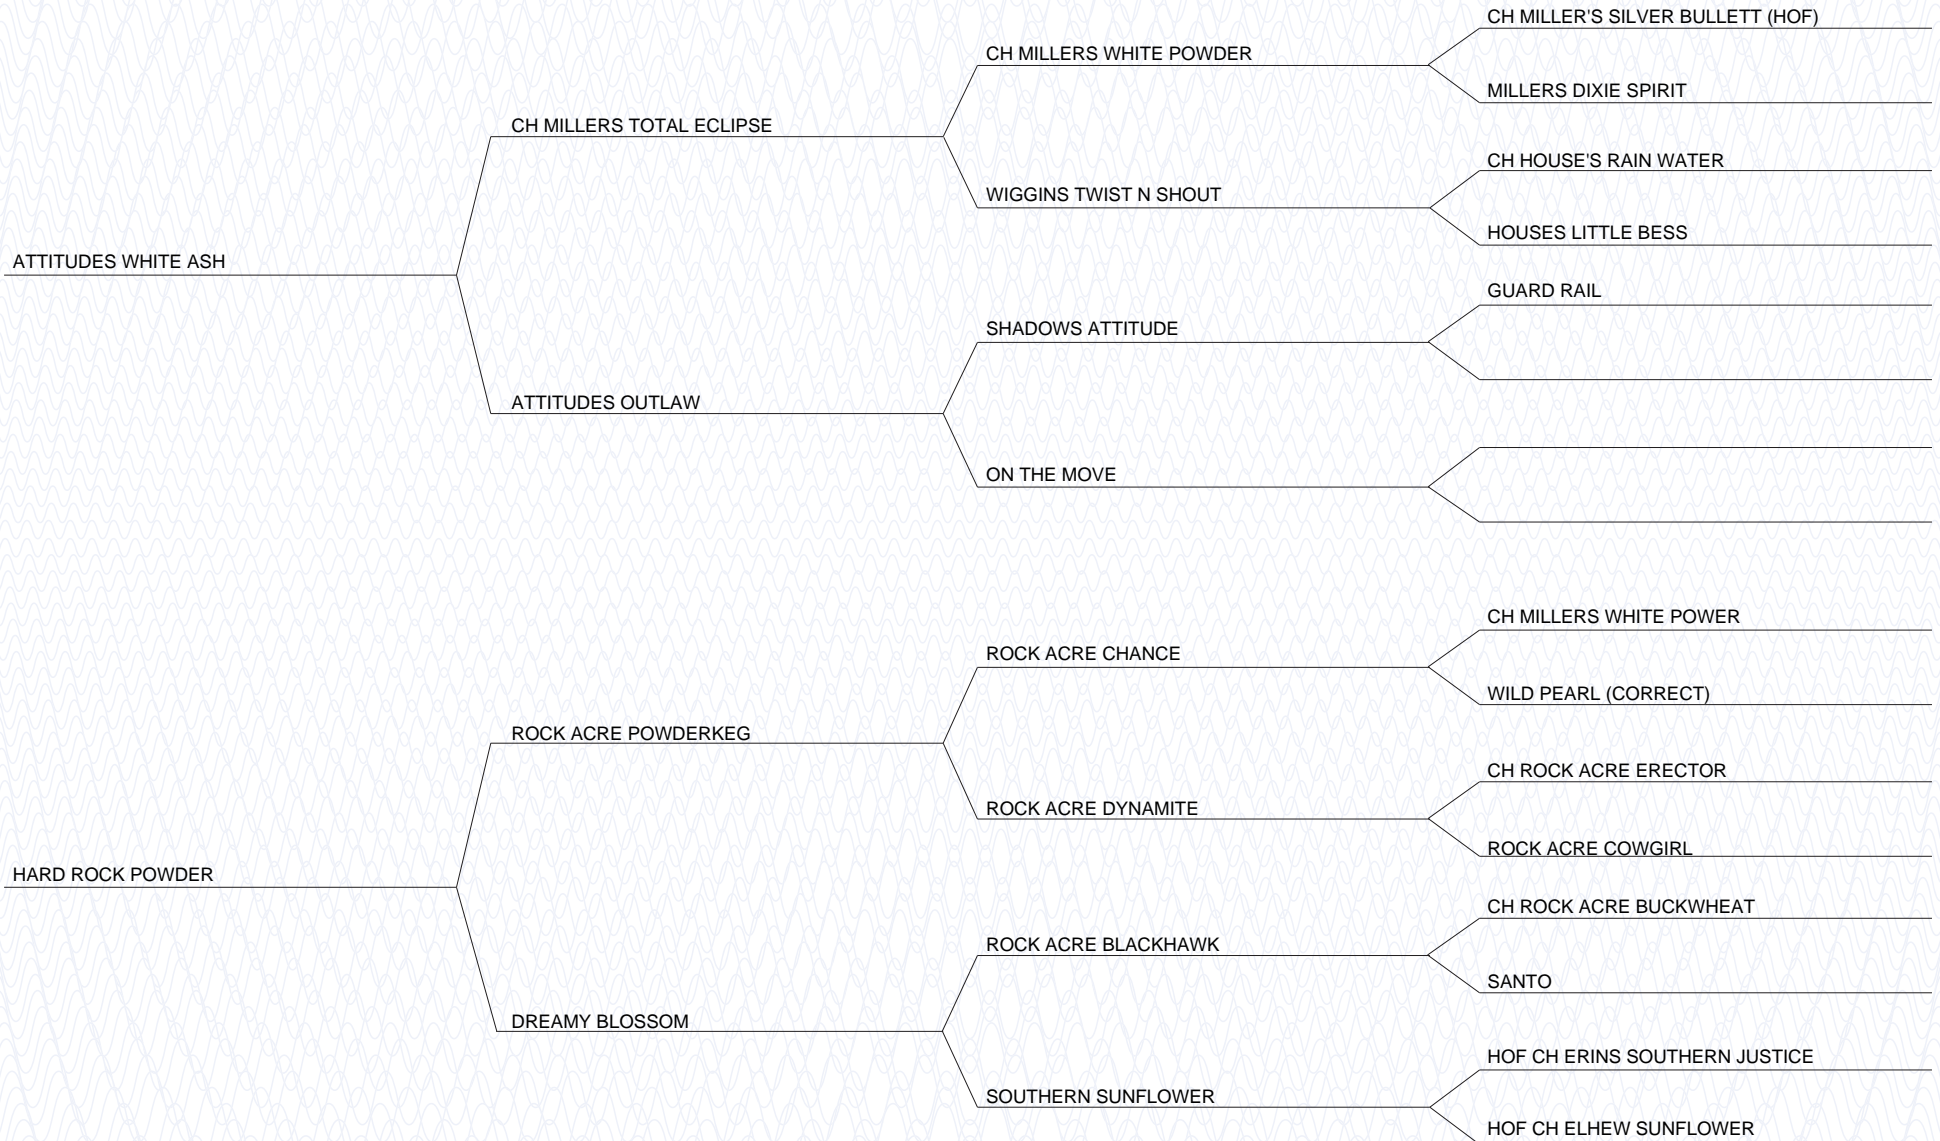 CH MILLER'S SILVER BULLETT (HOF)
CH MILLERS WHITE POWDER
MILLERS DIXIE SPIRIT
CH MILLERS TOTAL ECLIPSE
CH HOUSE'S RAIN WATER
WIGGINS TWIST N SHOUT
HOUSES LITTLE BESS
ATTITUDES WHITE ASH
GUARD RAIL
SHADOWS ATTITUDE
ATTITUDES OUTLAW
ON THE MOVE
CH MILLERS WHITE POWER
ROCK ACRE CHANCE
WILD PEARL (CORRECT)
ROCK ACRE POWDERKEG
CH ROCK ACRE ERECTOR
ROCK ACRE DYNAMITE
ROCK ACRE COWGIRL
HARD ROCK POWDER
CH ROCK ACRE BUCKWHEAT
ROCK ACRE BLACKHAWK
SANTO
DREAMY BLOSSOM
HOF CH ERINS SOUTHERN JUSTICE
SOUTHERN SUNFLOWER
HOF CH ELHEW SUNFLOWER